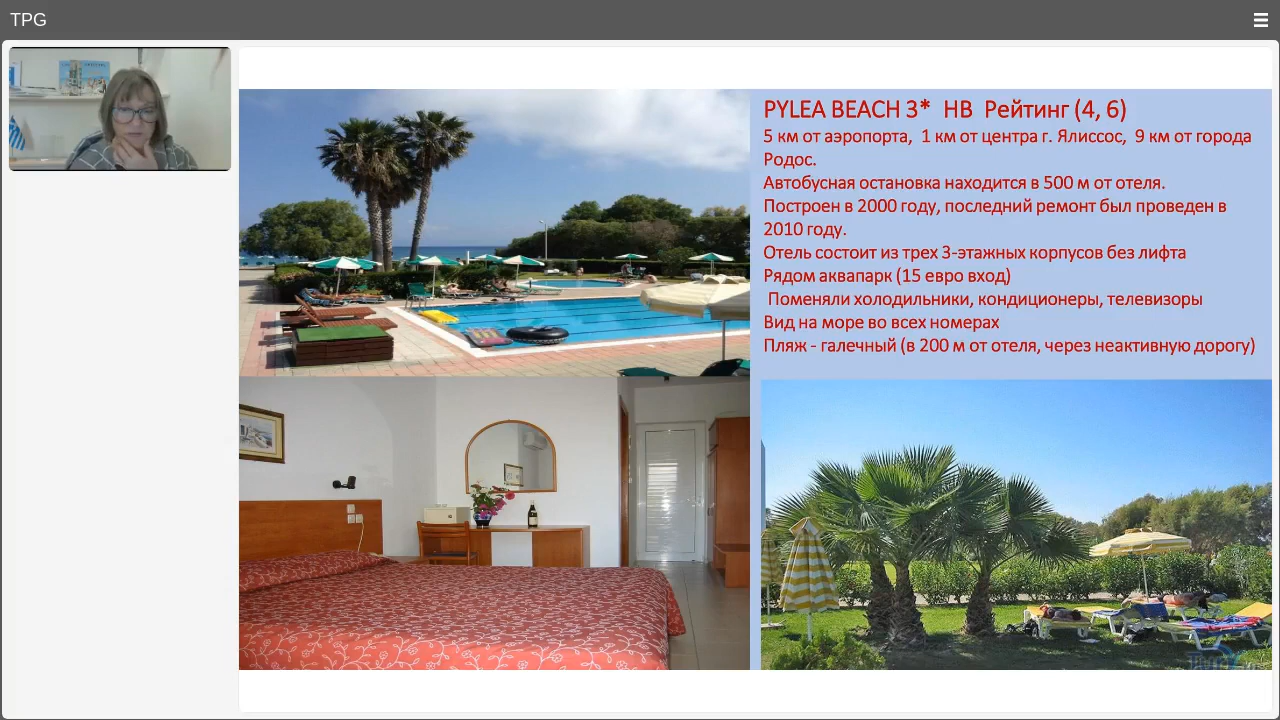 TPG
PYLEA BEACH 3*  HB  Рейтинг (4, 6)
5 км от аэропорта,  1 км от центра г. Ялиссос,  9 км от города
Родос.
Автобусная остановка находится в 500 м от отеля.
Построен в 2000 году, последний ремонт был проведен в
2010 году.
Отель состоит из трех 3-этажных корпусов без лифта
Рядом аквапарк (15 евро вход)
Поменяли холодильники, кондиционеры, телевизоры
Вид на море во всех номерах
Пляж - галечный (в 200 м от отеля, через неактивную дорогу)